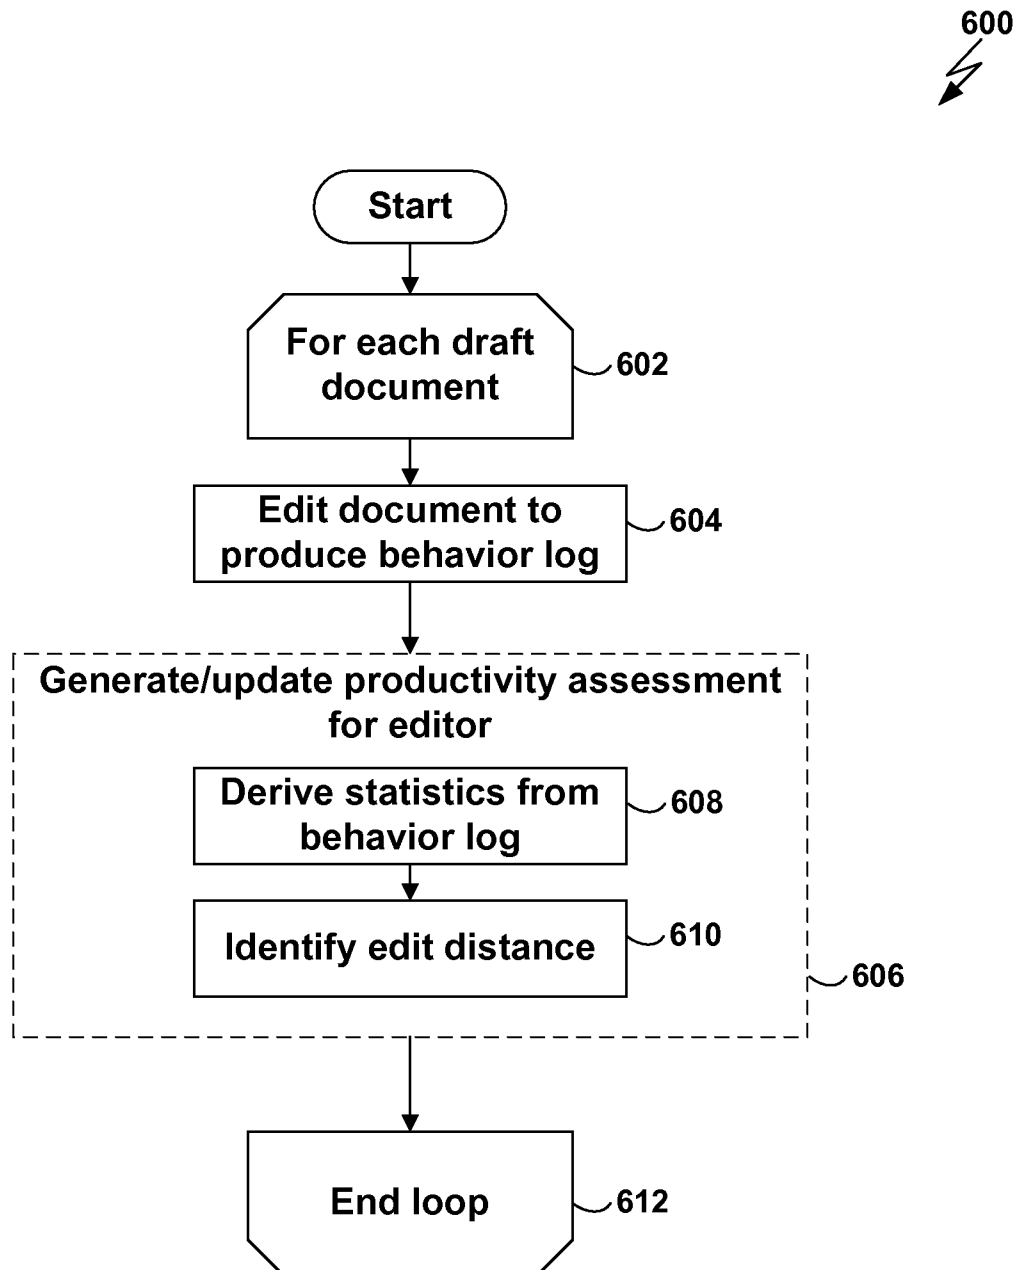 600
Start
For each draft
document
602
Edit document to
produce behavior log
604
Generate/update productivity assessment
for editor
Derive statistics from
behavior log
608
Identify edit distance
610
606
End loop
612